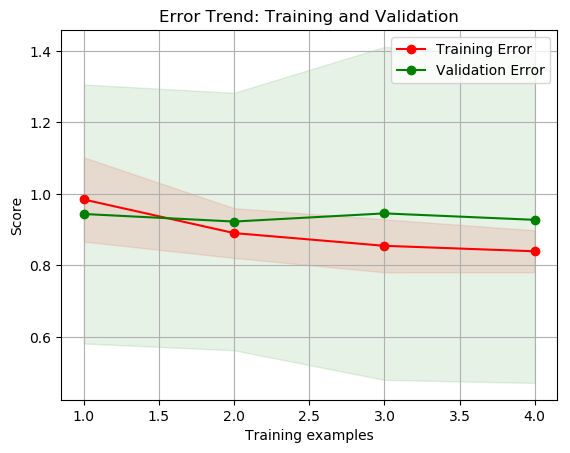 Error Trend: Training and Validation
Training Error
Validation Error
1.4
1.2
1.0
0.8
0.6
Score
1.0
1.5
2.0
2.5
3.0
3.5
4.0
Training examples